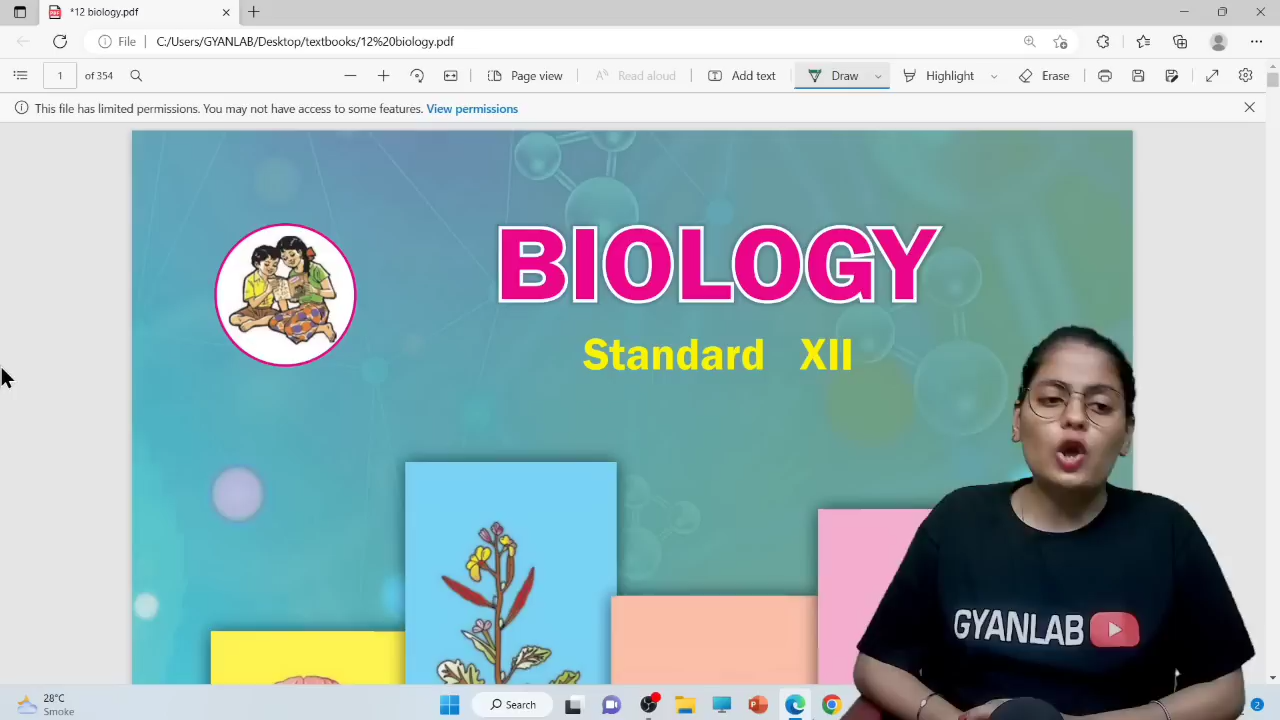 *12 biology.pdf
File C:/Users/GYANLAB/Desktop/textbooks/12%20biology.pdf
1 of 354 Page view Read aloud Add text Draw Highlight Erase
This file has limited permissions. You may not have access to some features. View permissions
BIOLOGY
Standard XII
GYANLAB
28°C
Smoke
Search
2